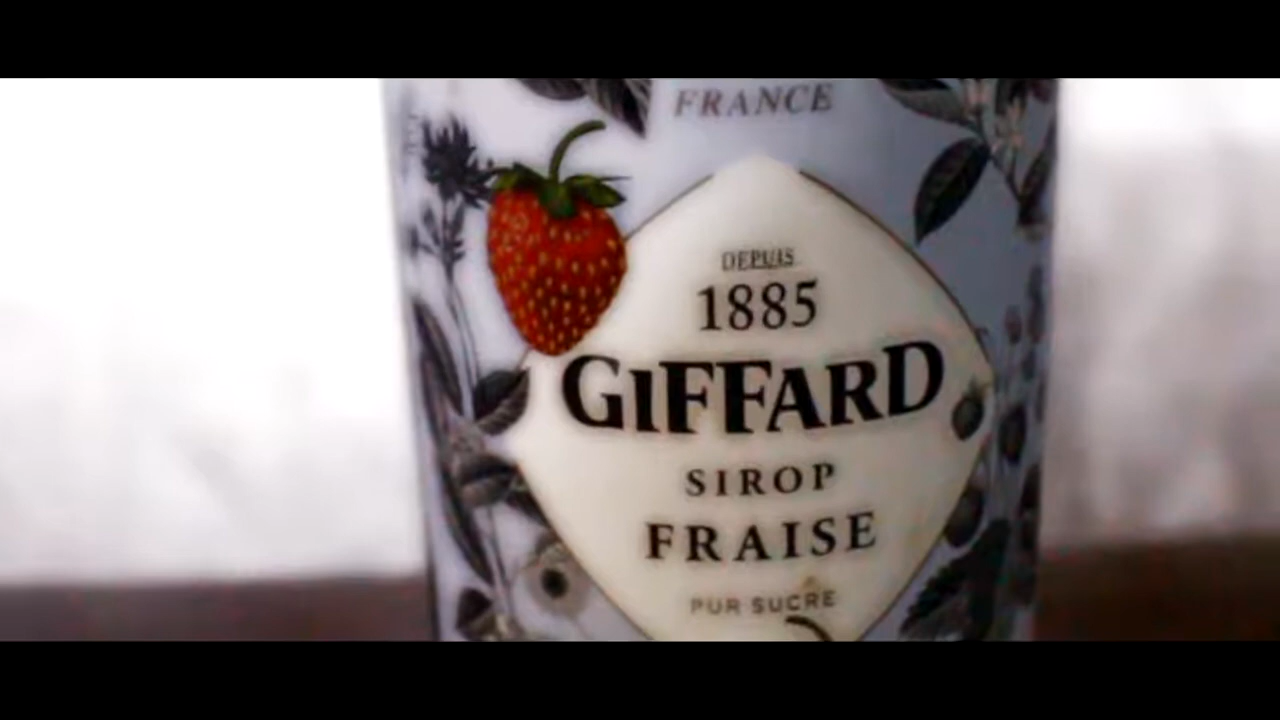 FRANCE
DEPUIS
1885
GIFFARD
SIROP
FRAISE
PUR SUCRE